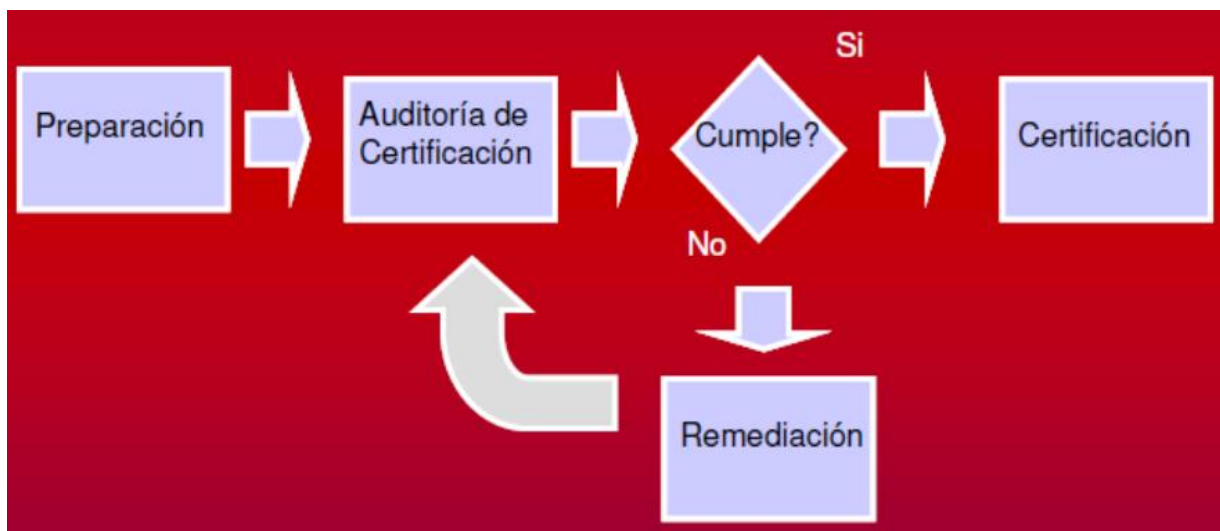 Si
Preparación
Auditoría de
Certificación
Cumple?
Certificación
No
Remediación